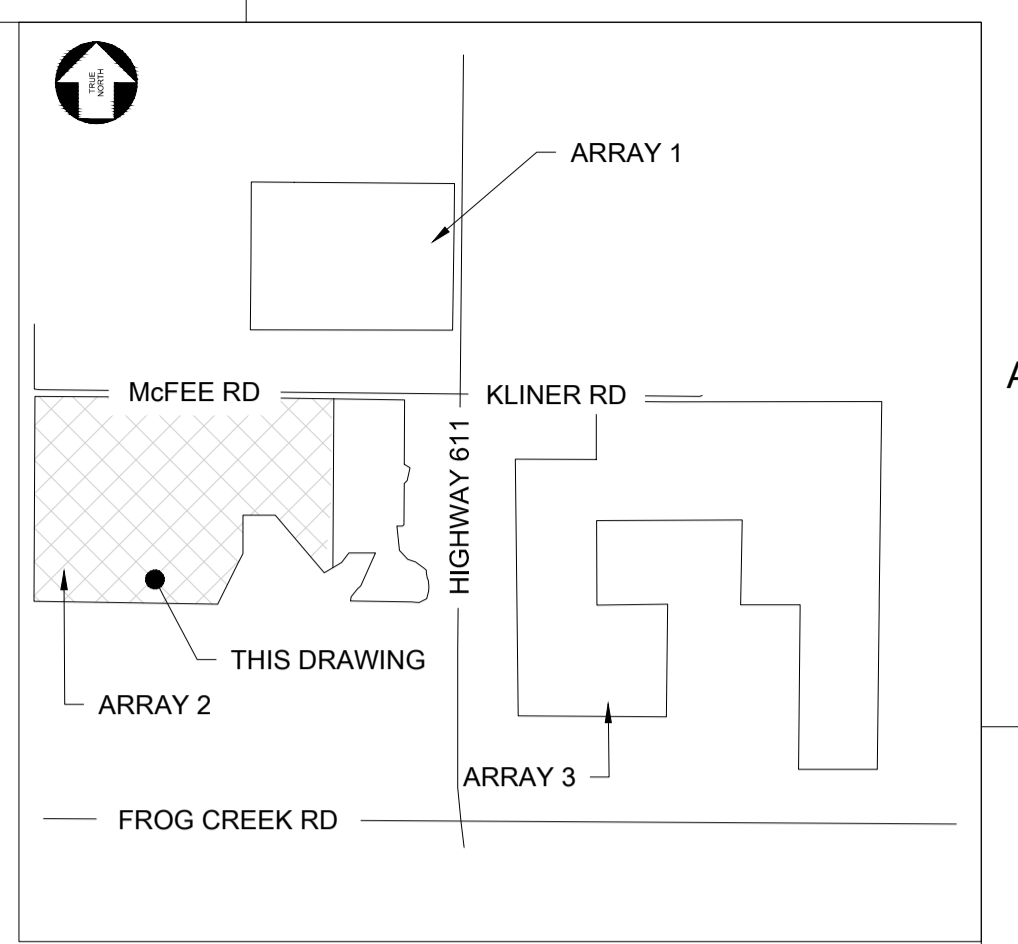 TRUE
NORTH
ARRAY 1
McFEE RD
KLINER RD
HIGHWAY 611
THIS DRAWING
ARRAY 2
ARRAY 3
FROG CREEK RD